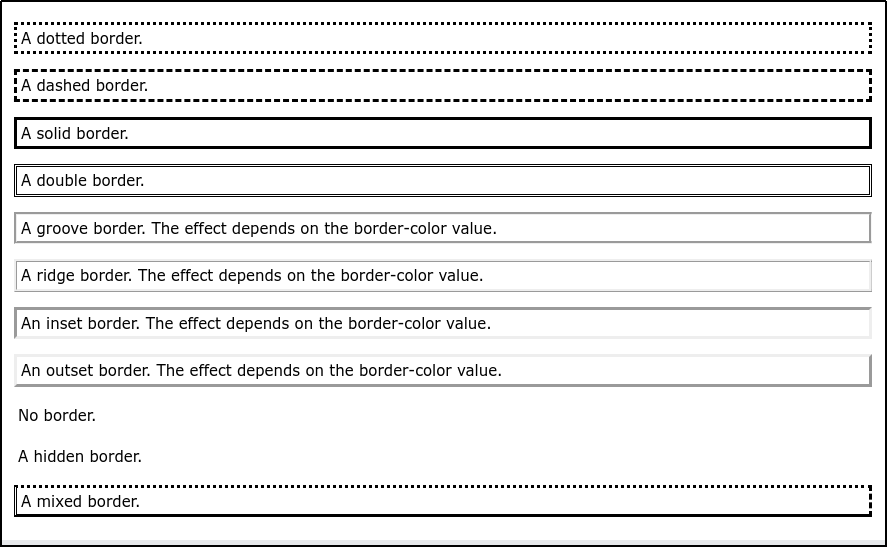 A dotted border.
A dashed border.
A solid border.
A double border.
A groove border. The effect depends on the border-color value.
A ridge border. The effect depends on the border-color value.
An inset border. The effect depends on the border-color value.
An outset border. The effect depends on the border-color value.
No border.
A hidden border.
A mixed border.